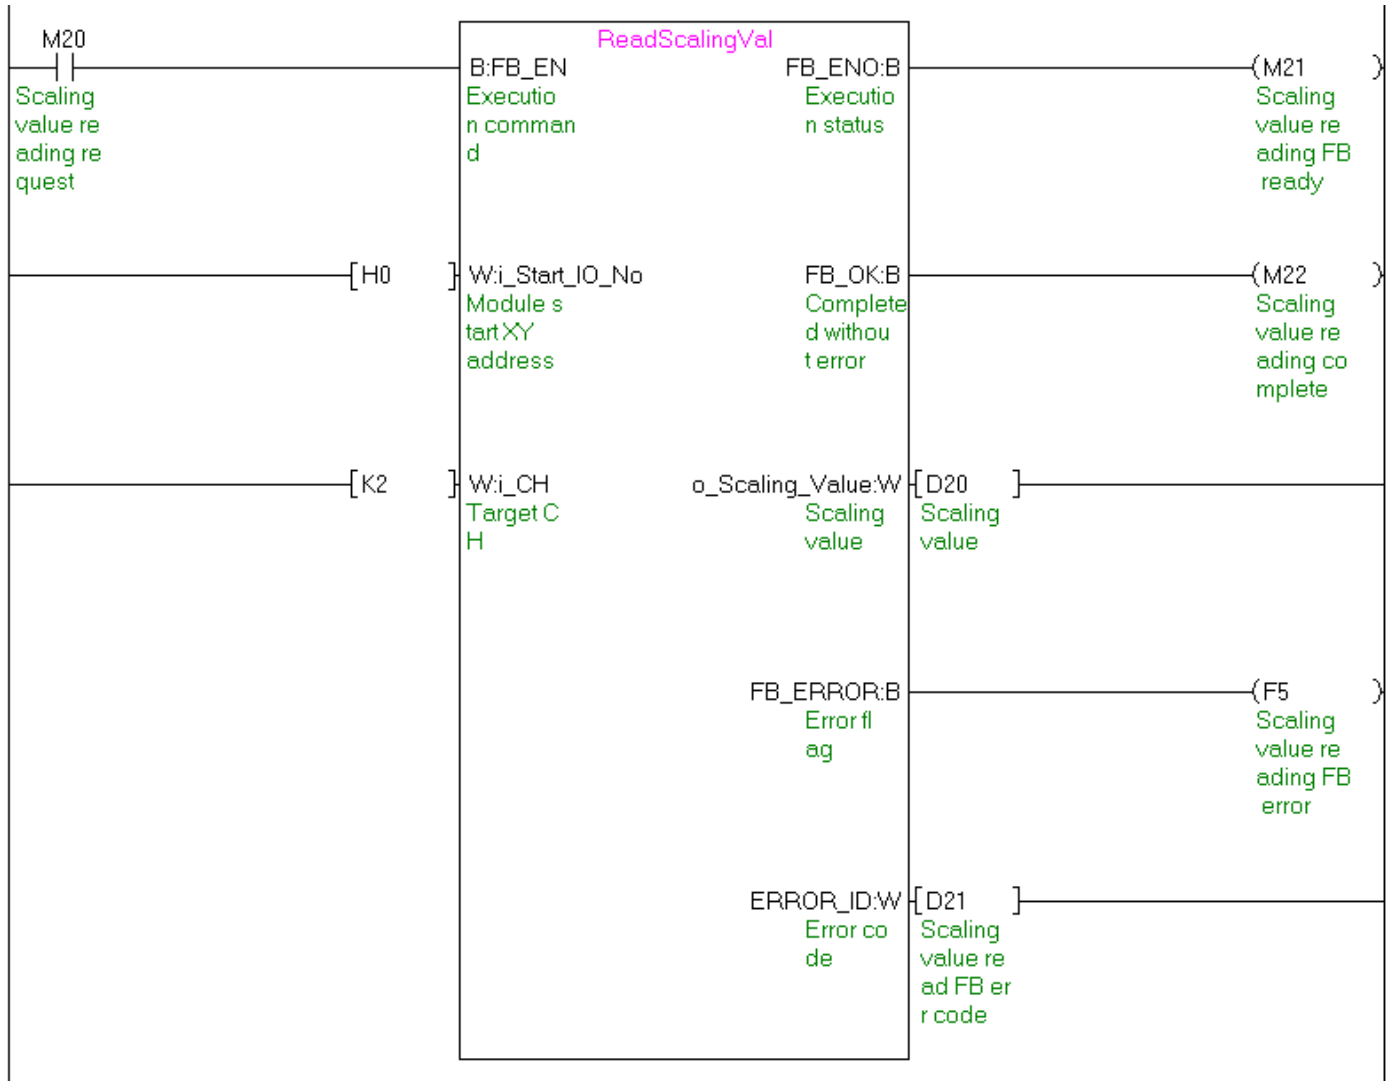 ReadScalingVal
M20
B:FB_EN
FB_ENO:B
(M21 )
Scaling
value re
ading re
quest
Executio
n comman
d
Executio
n status
Scaling
value re
ading FB
ready
[H0 ]
W:i_Start_IO_No
FB_OK:B
(M22 )
Module s
tart XY
address
Complete
d withou
t error
Scaling
value re
ading co
mplete
[K2 ]
W:i_CH
o_Scaling_Value:W
[D20 ]
Target C
H
Scaling
value
Scaling
value
FB_ERROR:B
(F5 )
Error fl
ag
Scaling
value re
ading FB
error
ERROR_ID:W
[D21 ]
Error co
de
Scaling
value re
ad FB er
r code